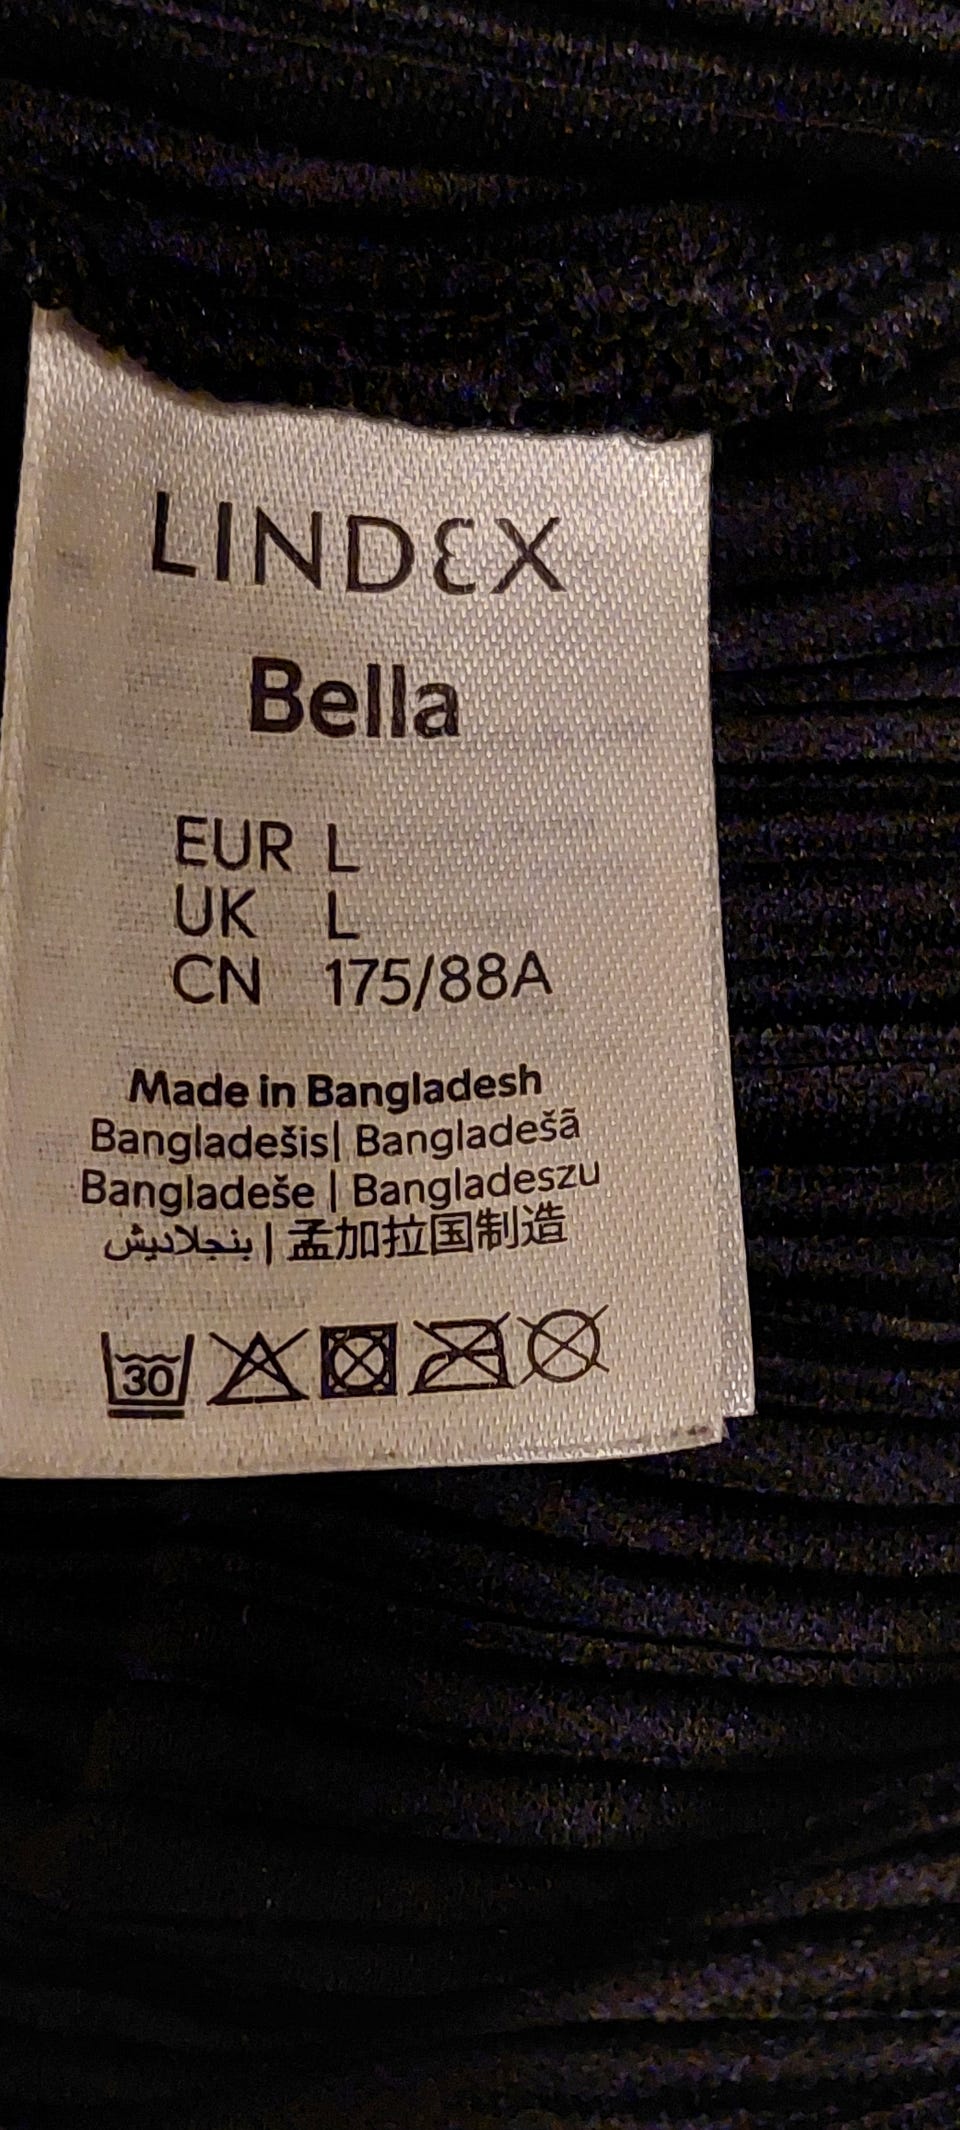 LINDEX
Bella
EUR L
UK L
CN 175/88A
Made in Bangladesh
Bangladešis| Bangladešā
Bangladeše | Bangladeszu
بنجلاديش | 孟加拉国制造
30